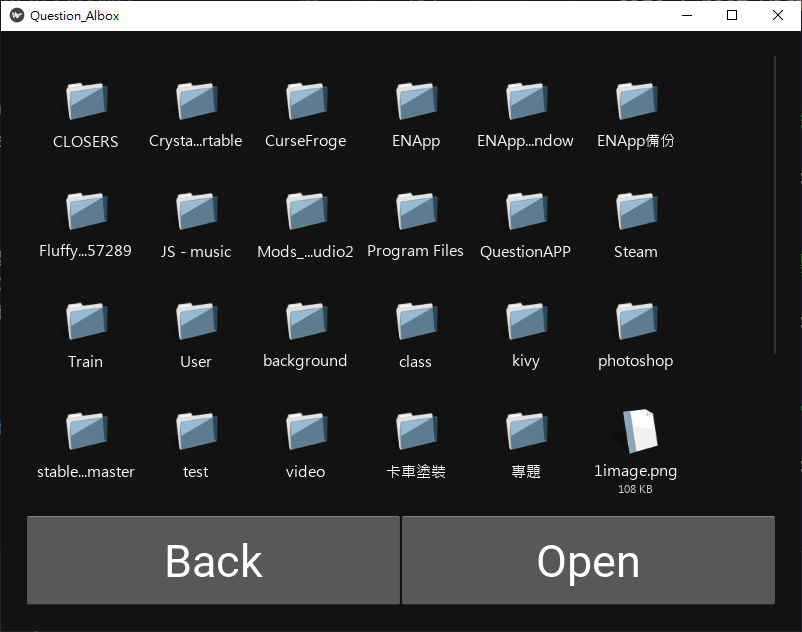 Question_Albox
CLOSERS
Crysta...rtable
CurseFroge
ENApp
ENApp...ndow
ENApp備份
Fluffy...57289
JS - music
Mods_...udio2
Program Files
QuestionAPP
Steam
Train
User
background
class
kivy
photoshop
stable...master
test
video
卡車塗裝
專題
1image.png
108 KB
Back
Open